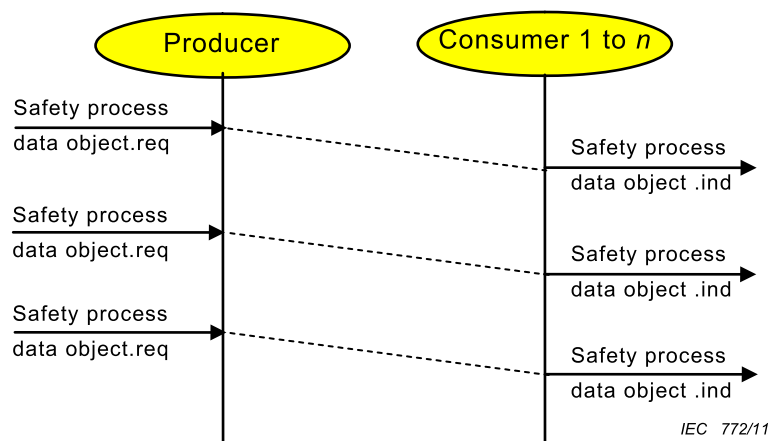 Producer
Consumer 1 to n
Safety process
data object.req
Safety process
data object .ind
Safety process
data object.req
Safety process
data object .ind
Safety process
data object.req
Safety process
data object .ind
IEC 772/11